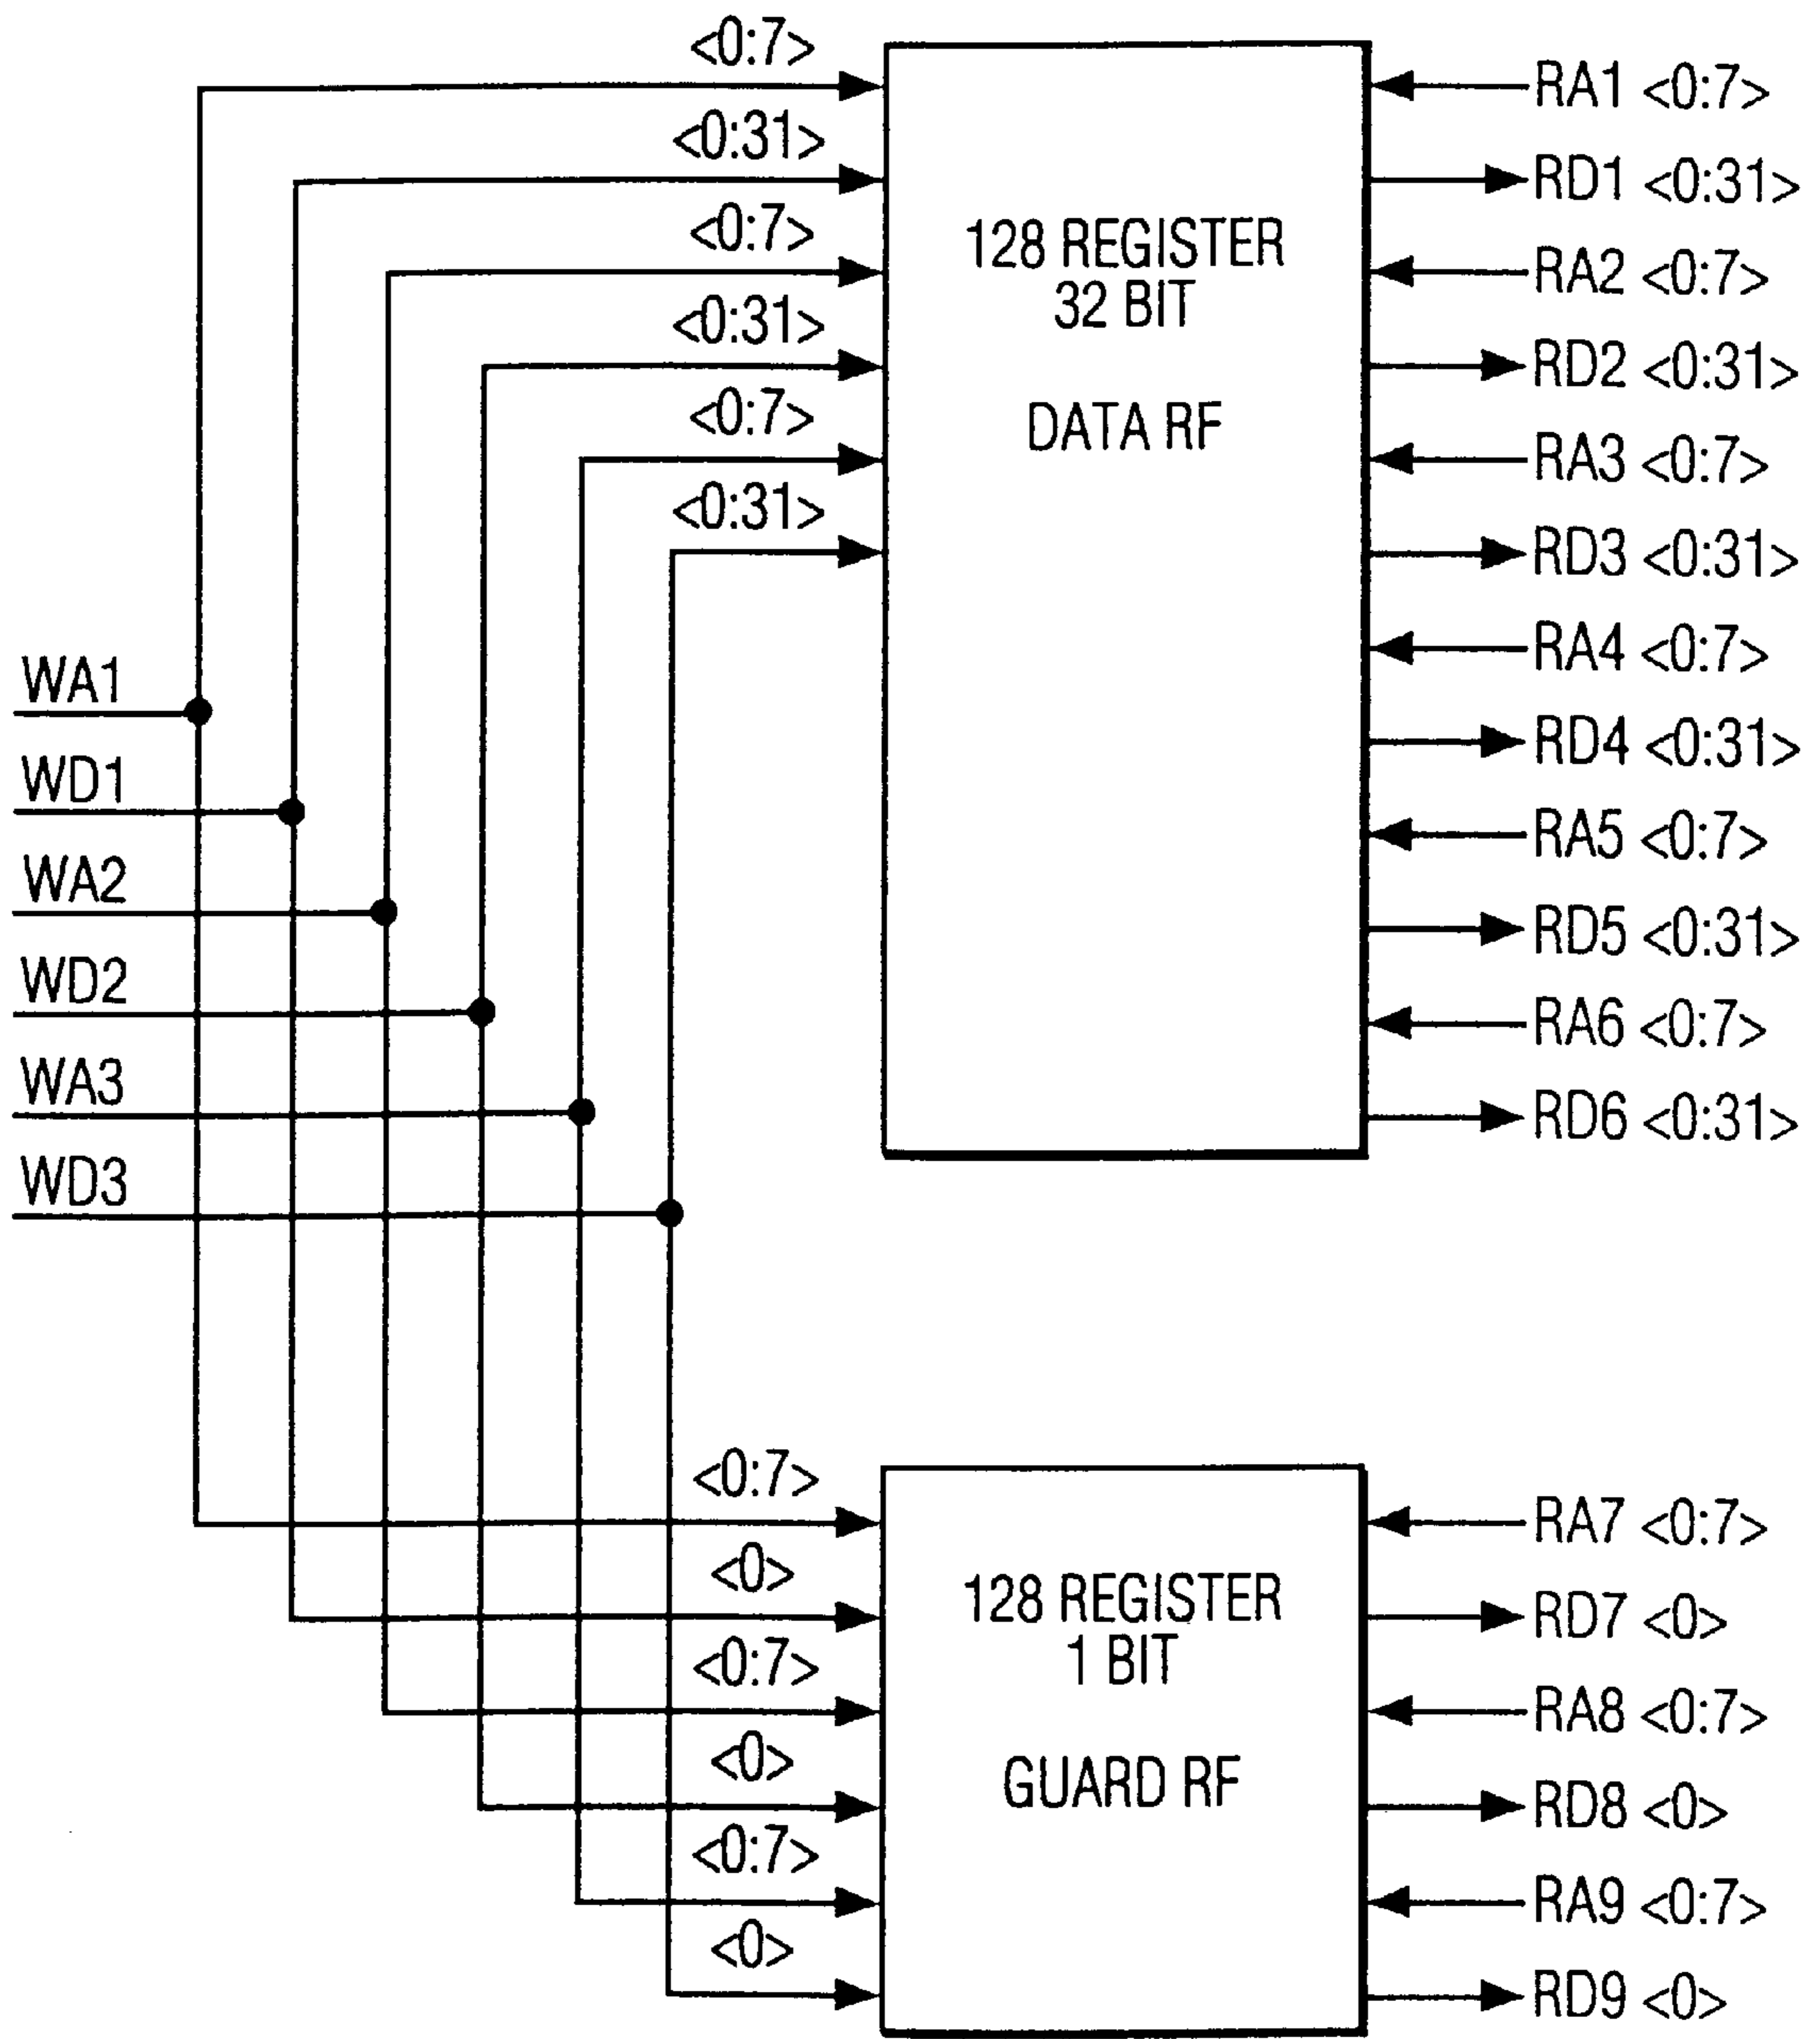 <0:7>
<0:31>
<0:7>
<0:31>
<0:7>
<0:31>
WA1
WD1
WA2
WD2
WA3
WD3
128 REGISTER
32 BIT
DATA RF
RA1 <0:7>
RD1 <0:31>
RA2 <0:7>
RD2 <0:31>
RA3 <0:7>
RD3 <0:31>
RA4 <0:7>
RD4 <0:31>
RA5 <0:7>
RD5 <0:31>
RA6 <0:7>
RD6 <0:31>
<0:7>
<0>
<0:7>
<0>
<0:7>
<0>
128 REGISTER
1 BIT
GUARD RF
RA7 <0:7>
RD7 <0>
RA8 <0:7>
RD8 <0>
RA9 <0:7>
RD9 <0>